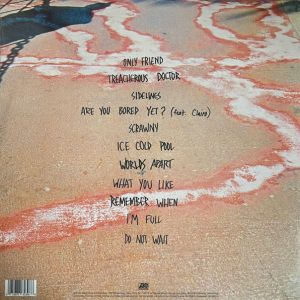 ONLY FRIEND
TREACHEROUS DOCTOR
SIDELINES
ARE YOU BORED YET? (feat. Clairo)
SCRAWNY
ICE COLD POOL
WORLDS APART
WHAT YOU LIKE
REMEMBER WHEN
I'M FULL
DO NOT WAIT